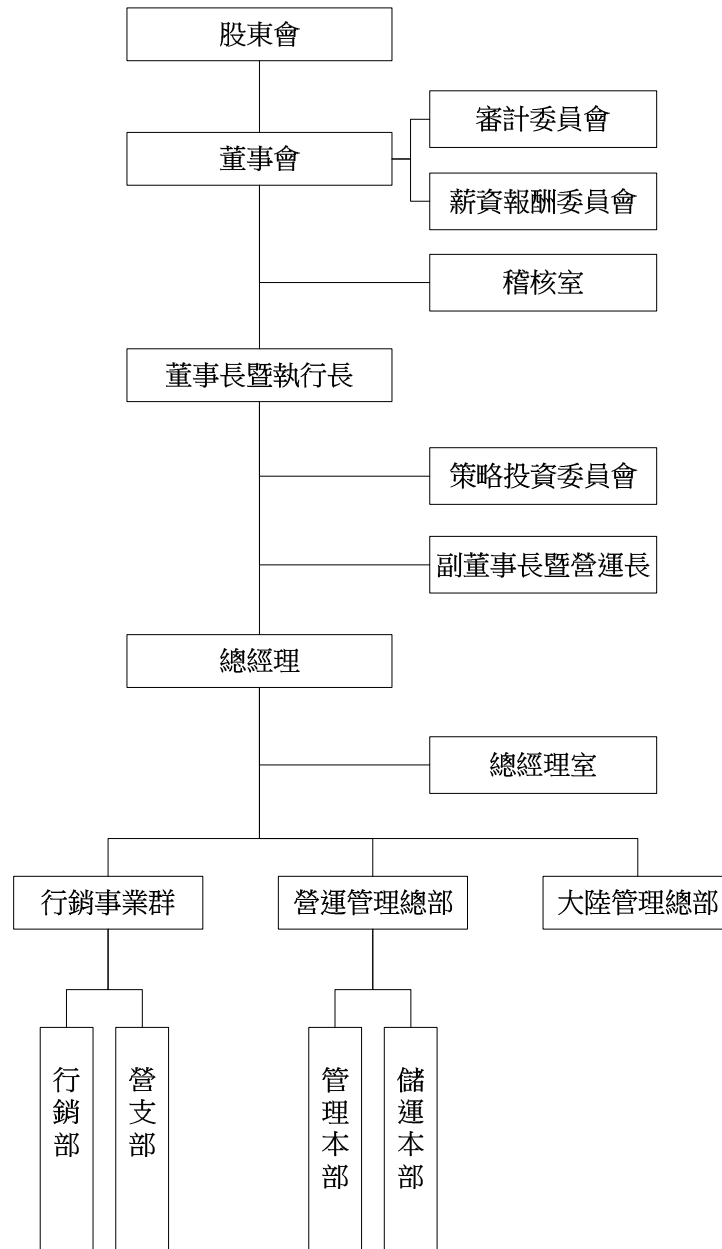 股東會
審計委員會
董事會
薪資報酬委員會
稽核室
董事長暨執行長
策略投資委員會
副董事長暨營運長
總經理
總經理室
行銷事業群
營運管理總部
大陸管理總部
行銷部
營支部
管理本部
儲運本部